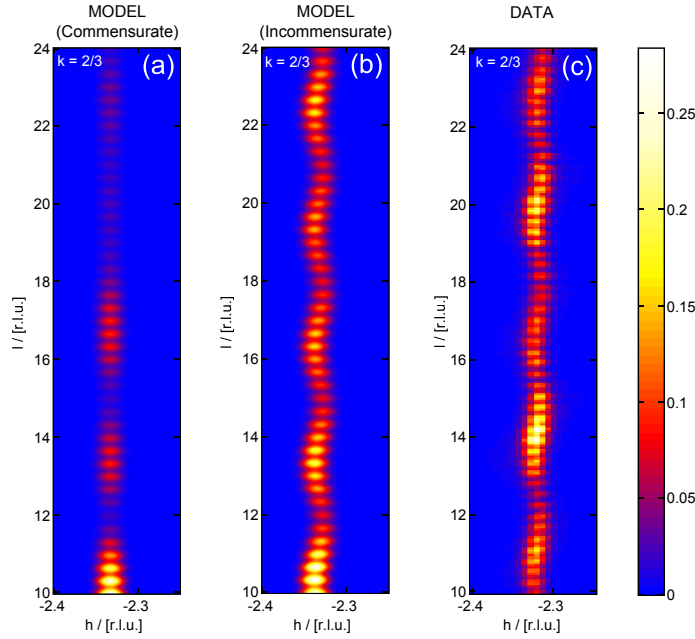 MODEL
(Commensurate)
MODEL
(Incommensurate)
DATA
k = 2/3
(a)
k = 2/3
(b)
k = 2/3
(c)
24
22
20
18
16
14
12
10
l / [r.l.u.]
-2.4
-2.3
h / [r.l.u.]
24
22
20
18
16
14
12
10
l / [r.l.u.]
-2.4
-2.3
h / [r.l.u.]
24
22
20
18
16
14
12
10
l / [r.l.u.]
-2.4
-2.3
h / [r.l.u.]
0.25
0.2
0.15
0.1
0.05
0